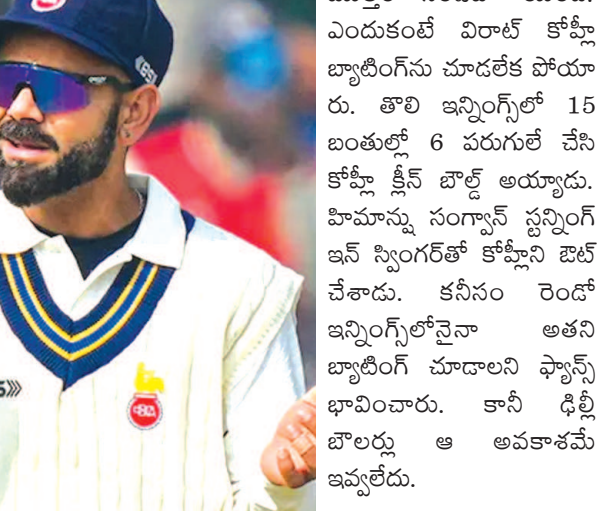 ఎందుకంటే విరాట్ కోహ్లీ
బ్యాటింగ్‌ను చూడలేక పోయా
రు. తొలి ఇన్నింగ్స్‌లో 15
బంతుల్లో 6 పరుగులే చేసి
కోహ్లీ క్లీన్ బౌల్డ్ అయ్యాడు.
హిమాన్షు సంగ్వాన్ స్టన్నింగ్
ఇన్ స్వింగర్‌తో కోహ్లీని ఔట్
చేశాడు. కనీసం రెండో
ఇన్నింగ్స్‌లోనైనా అతని
బ్యాటింగ్ చూడాలని ఫ్యాన్స్
భావించారు. కానీ ఢిల్లీ
బౌలర్లు ఆ అవకాశమే
ఇవ్వలేదు.